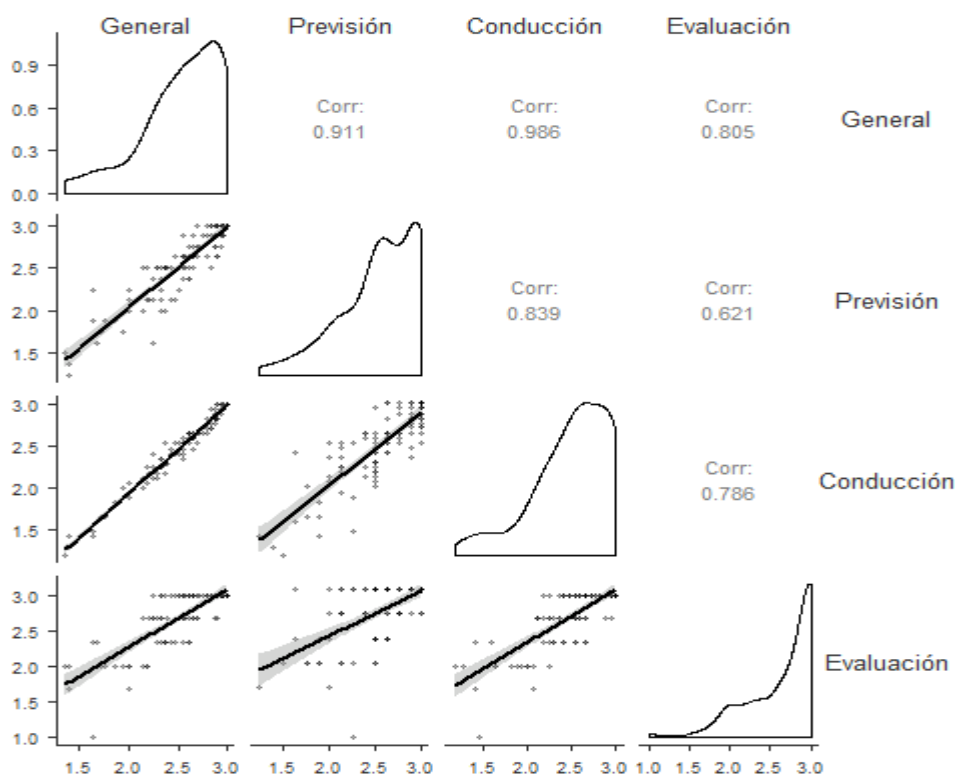 General Previsión Conducción Evaluación
0.9
0.6
0.3
0.0
Corr:
0.911
Corr:
0.986
Corr:
0.805
General
3.0
2.5
2.0
1.5
Corr:
0.839
Corr:
0.621
Previsión
3.0
2.5
2.0
1.5
Corr:
0.786
Conducción
3.0
2.5
2.0
1.5
1.0
Evaluación
1.5 2.0 2.5 3.0 1.5 2.0 2.5 3.0 1.5 2.0 2.5 3.0 1.0 1.5 2.0 2.5 3.0